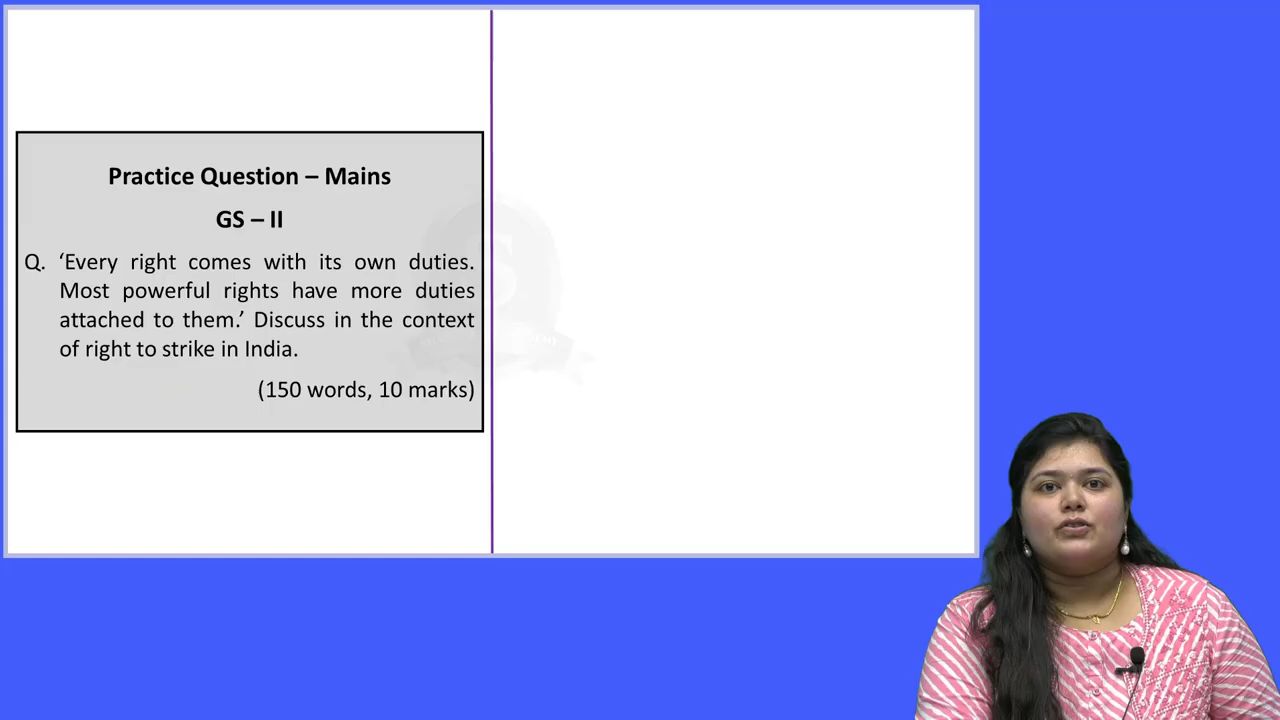 Practice Question – Mains
GS – II
Q. ‘Every right comes with its own duties.
Most powerful rights have more duties
attached to them.’ Discuss in the context
of right to strike in India.
(150 words, 10 marks)